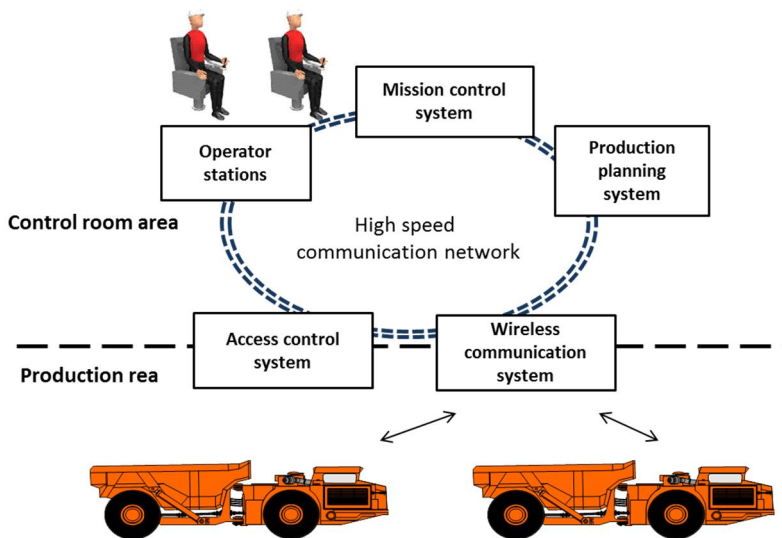 Mission control
system
Operator
stations
Production
planning
system
Control room area
High speed
communication network
Access control
system
Wireless
communication
system
Production rea